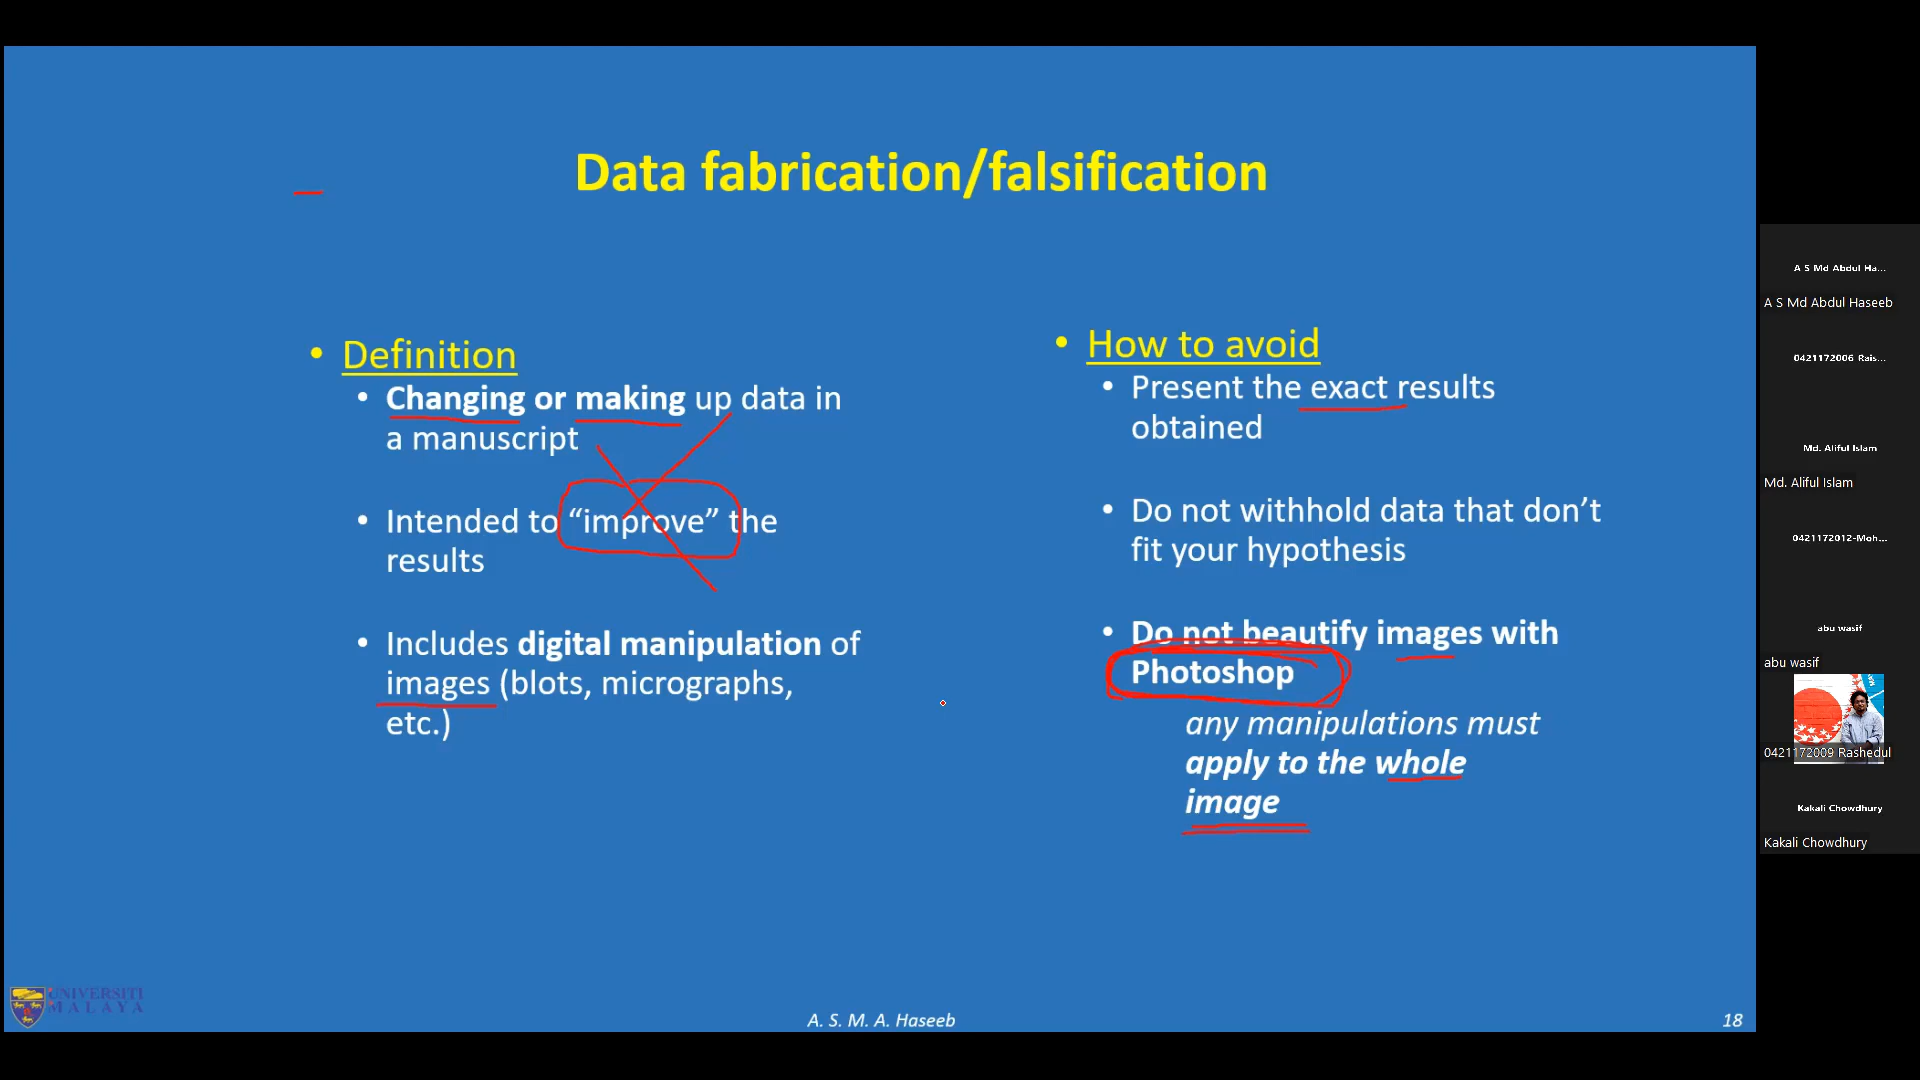 Data fabrication/falsification
• Definition
• Changing or making up data in
a manuscript
• Intended to “improve” the
results
• Includes digital manipulation of
images (blots, micrographs,
etc.)
• How to avoid
• Present the exact results
obtained
• Do not withhold data that don’t
fit your hypothesis
• Do not beautify images with
Photoshop
any manipulations must
apply to the whole
image
UNIVERSITI
MALAYA
A. S. M. A. Haseeb
18
A S Md Abdul Ha...
A S Md Abdul Haseeb
0421172006 Rais...
Md. Aliful Islam
Md. Aliful Islam
0421172012-Moh...
abu wasif
abu wasif
0421172009 Rashedul
Kakali Chowdhury
Kakali Chowdhury